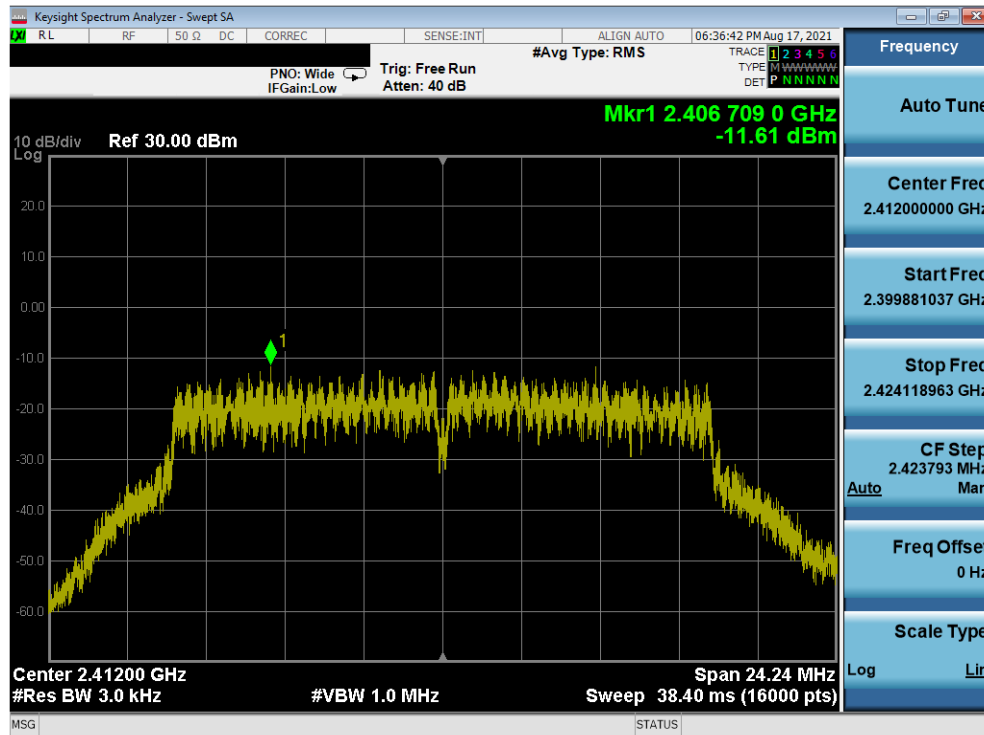 Keysight Spectrum Analyzer - Swept SA
LXI RL RF 50 Ω DC CORREC SENSE:INT ALIGN AUTO 06:36:42 PM Aug 17, 2021
PNO: Wide
IFGain:Low
Trig: Free Run
Atten: 40 dB
#Avg Type: RMS
TRACE 1 2 3 4 5 6
TYPE M WWWWW
DET P N N N N N
Mkr1 2.406 709 0 GHz
-11.61 dBm
10 dB/div Ref 30.00 dBm
Log
1
20.0
10.0
0.00
-10.0
-20.0
-30.0
-40.0
-50.0
-60.0
Center 2.41200 GHz Span 24.24 MHz
#Res BW 3.0 kHz #VBW 1.0 MHz Sweep 38.40 ms (16000 pts)
MSG STATUS
Frequency
Auto Tune
Center Freq
2.412000000 GHz
Start Freq
2.399881037 GHz
Stop Freq
2.424118963 GHz
CF Step
2.423793 MHz
Auto Man
Freq Offset
0 Hz
Scale Type
Log Lin